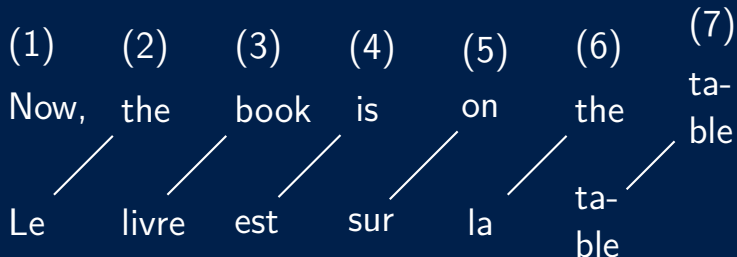 (1) (2) (3) (4) (5) (6) (7)
Now, the book is on the ta-
ble
Le livre est sur la ta-
ble